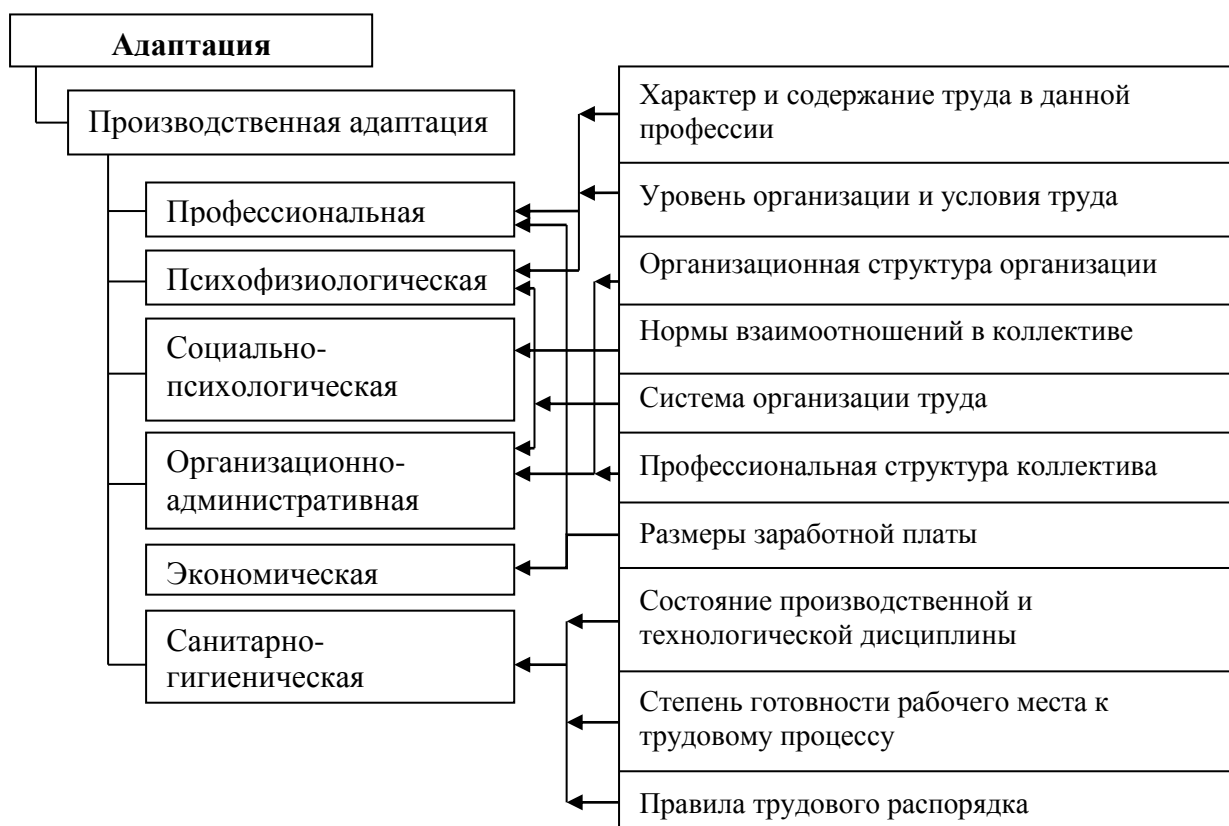 Адаптация
Производственная адаптация
Профессиональная
Психофизиологическая
Социально-
психологическая
Организационно-
административная
Экономическая
Санитарно-
гигиеническая
Характер и содержание труда в данной
профессии
Уровень организации и условия труда
Организационная структура организации
Нормы взаимоотношений в коллективе
Система организации труда
Профессиональная структура коллектива
Размеры заработной платы
Состояние производственной и
технологической дисциплины
Степень готовности рабочего места к
трудовому процессу
Правила трудового распорядка